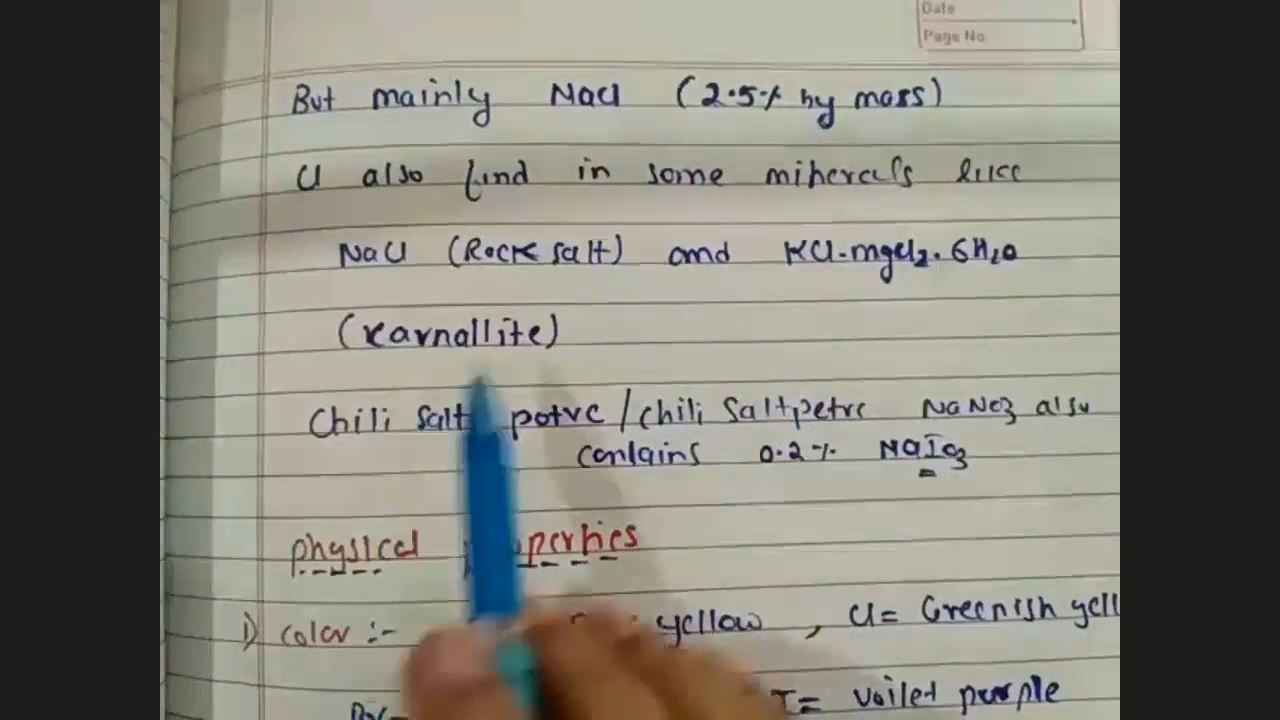 Date
Page No
But mainly NaCl (2.5% by mass)
Cl also find in some minerals like
NaCl (Rock salt) and KCl.mgCl2.6H2O
(Karnallite)
Chili salt potre / chili saltpetre NaNO3 also
contains 0.2% NaIO3
physical perties
1) Color :- yellow, Cl= Greenish yell
I= voilet purple